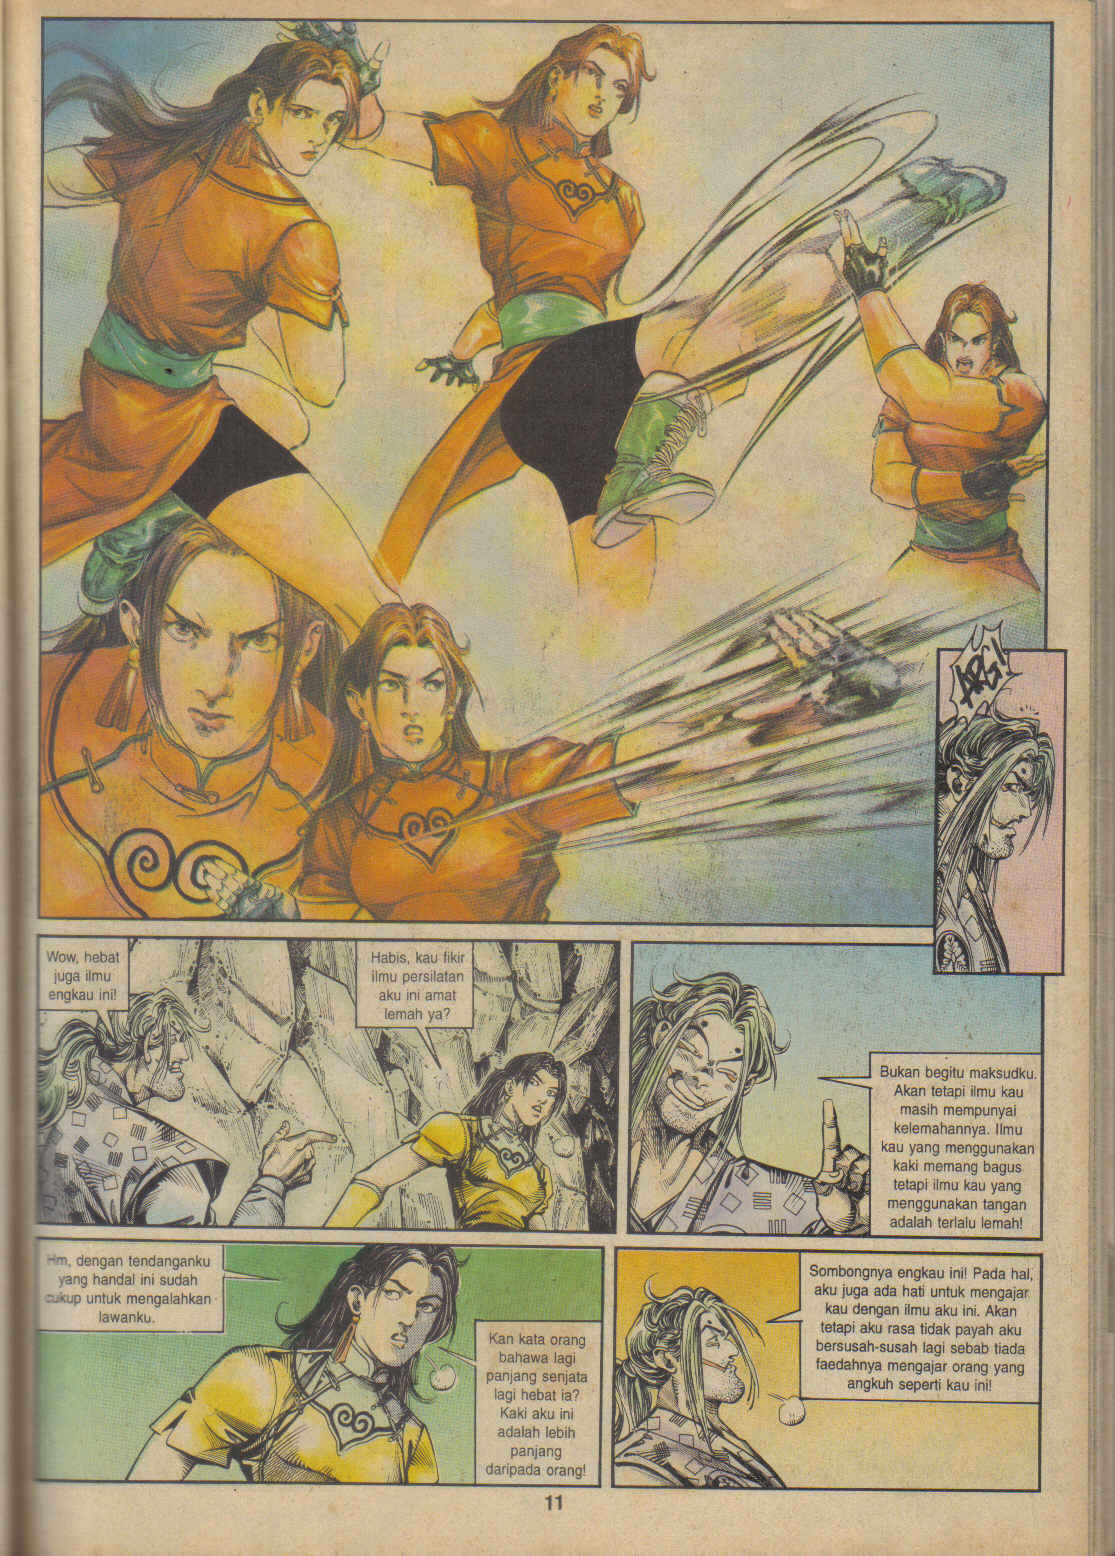 ARG!
Wow, hebat
juga ilmu
engkau ini!
Habis, kau fikir
ilmu persilatan
aku ini amat
lemah ya?
Bukan begitu maksudku.
Akan tetapi ilmu kau
masih mempunyai
kelemahannya. Ilmu
kau yang menggunakan
kaki memang bagus
tetapi ilmu kau yang
menggunakan tangan
adalah terlalu lemah!
Hm, dengan tendanganku
yang handal ini sudah
cukup untuk mengalahkan
lawanku.
Kan kata orang
bahawa lagi
panjang senjata
lagi hebat ia?
Kaki aku ini
adalah lebih
panjang
daripada orang!
Sombongnya engkau ini! Pada hal,
aku juga ada hati untuk mengajar
kau dengan ilmu aku ini. Akan
tetapi aku rasa tidak payah aku
bersusah-susah lagi sebab tiada
faedahnya mengajar orang yang
angkuh seperti kau ini!
11